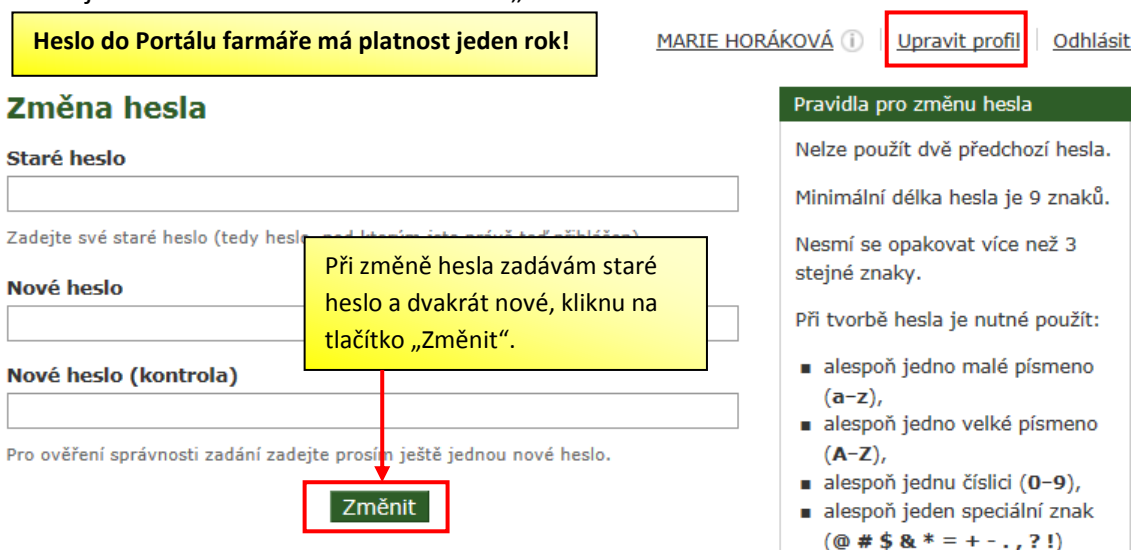 Heslo do Portálu farmáře má platnost jeden rok!
MARIE HORÁKOVÁ Upravit profil Odhlásit
Změna hesla
Staré heslo
Zadejte své staré heslo (tedy heslo
Při změně hesla zadávám staré
heslo a dvakrát nové, kliknu na
tlačítko „Změnit“.
Nové heslo
Nové heslo (kontrola)
Pro ověření správnosti zadání zadejte prosím ještě jednou nové heslo.
Změnit
Pravidla pro změnu hesla
Nelze použít dvě předchozí hesla.
Minimální délka hesla je 9 znaků.
Nesmí se opakovat více než 3
stejné znaky.
Při tvorbě hesla je nutné použít:
▪ alespoň jedno malé písmeno
(a–z),
▪ alespoň jedno velké písmeno
(A–Z),
▪ alespoň jednu číslici (0–9),
▪ alespoň jeden speciální znak
(@ # $ & * = + - . , ? !)